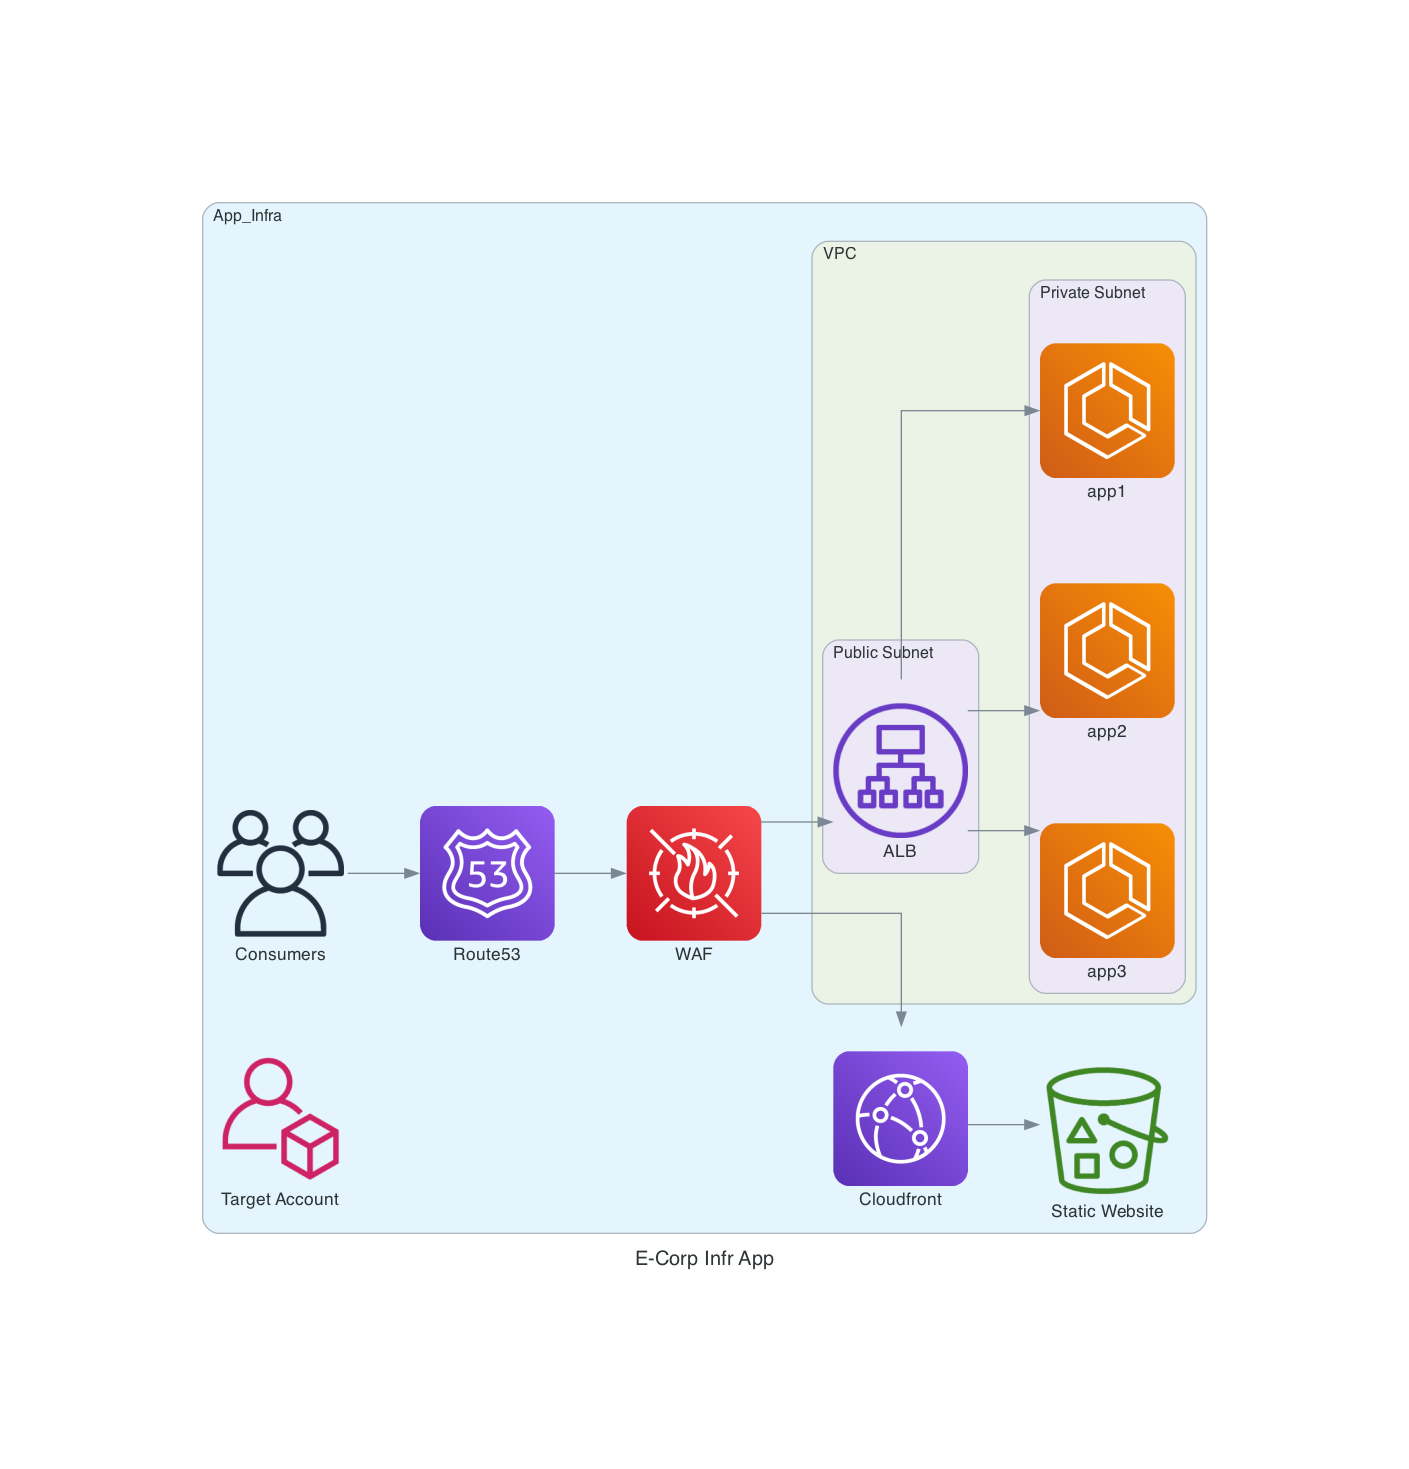 App_Infra
VPC
Private Subnet
app1
app2
Public Subnet
ALB
53
Consumers
Route53
WAF
app3
Target Account
Cloudfront
Static Website
E-Corp Infr App